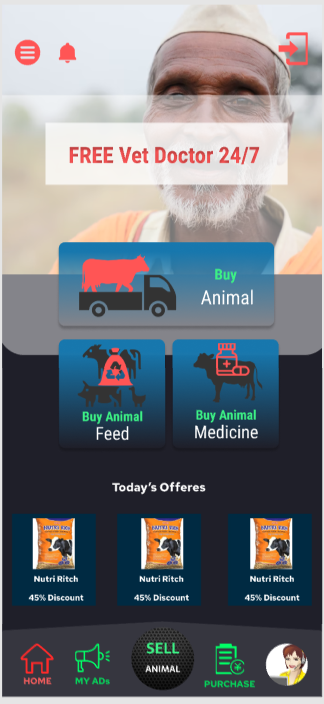 FREE Vet Doctor 24/7
Buy
Animal
Buy Animal
Feed
Buy Animal
Medicine
Today's Offeres
Nutri Ritch
45% Discount
Nutri Ritch
45% Discount
Nutri Ritch
45% Discount
HOME
MY ADs
SELL
ANIMAL
PURCHASE